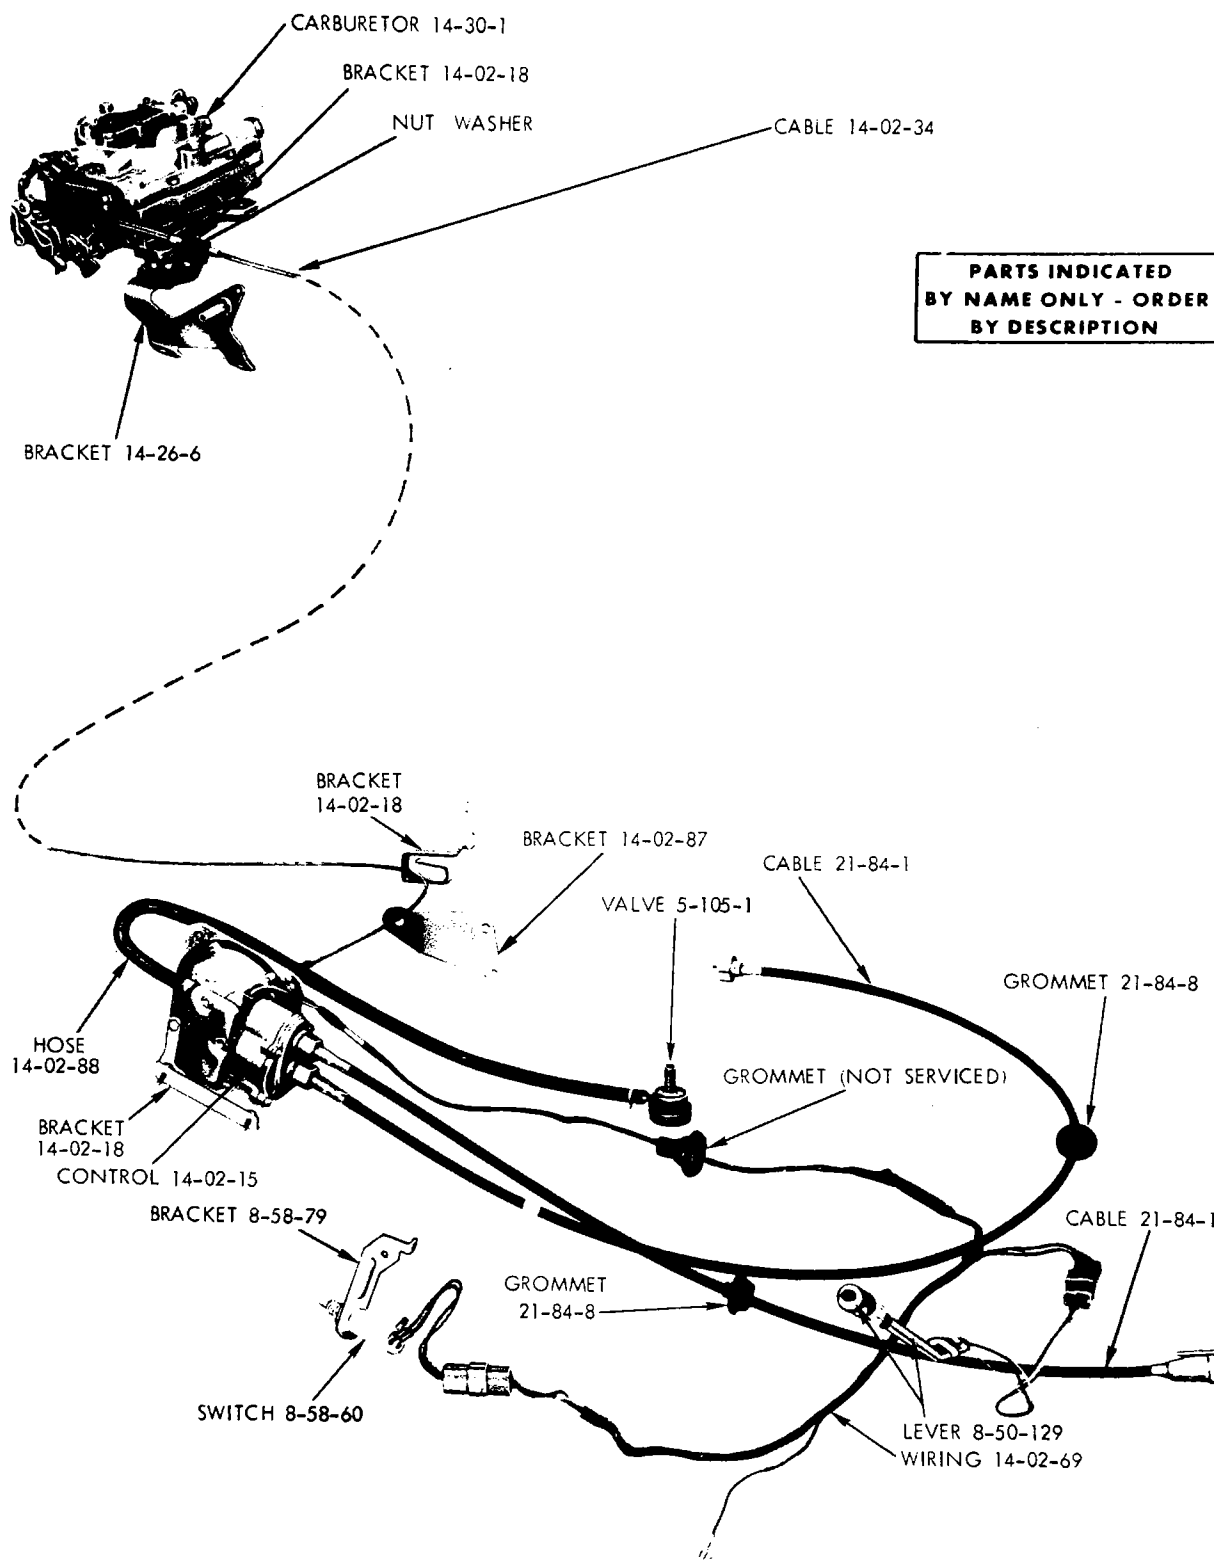 CARBURETOR 14-30-1
BRACKET 14-02-18
NUT WASHER
CABLE 14-02-34
PARTS INDICATED
BY NAME ONLY - ORDER
BY DESCRIPTION
BRACKET 14-26-6
BRACKET
14-02-18
BRACKET 14-02-87
CABLE 21-84-1
VALVE 5-105-1
GROMMET 21-84-8
HOSE
14-02-88
GROMMET (NOT SERVICED)
BRACKET
14-02-18
CONTROL 14-02-15
BRACKET 8-58-79
CABLE 21-84-1
GROMMET
21-84-8
SWITCH 8-58-60
LEVER 8-50-129
WIRING 14-02-69